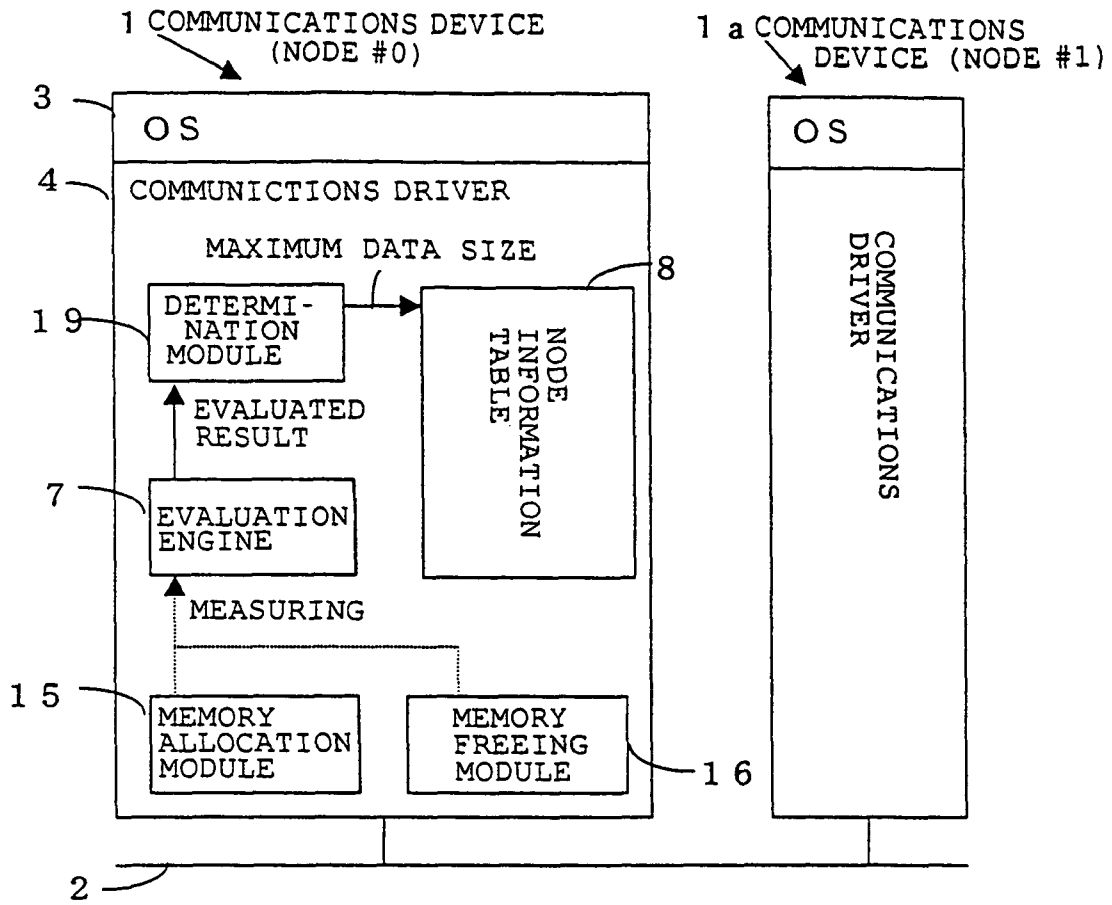 1 COMMUNICATIONS DEVICE
(NODE #0)
1a COMMUNICATIONS
DEVICE (NODE #1)
3
OS
OS
4
COMMUNICTIONS DRIVER
MAXIMUM DATA SIZE
8
19
DETERMI-
NATION
MODULE
NODE
INFORMATION
TABLE
COMMUNICATIONS
DRIVER
EVALUATED
RESULT
7
EVALUATION
ENGINE
MEASURING
15
MEMORY
ALLOCATION
MODULE
MEMORY
FREEING
MODULE
16
2